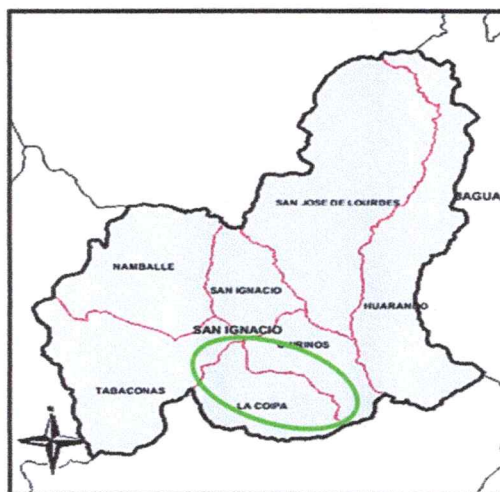 SAN JOSE DE LOURDES
BAGUA
NAMBALLE
SAN IGNACIO
HUARANGO
SAN IGNACIO
CHIRINOS
TABACONAS
LA COIPA